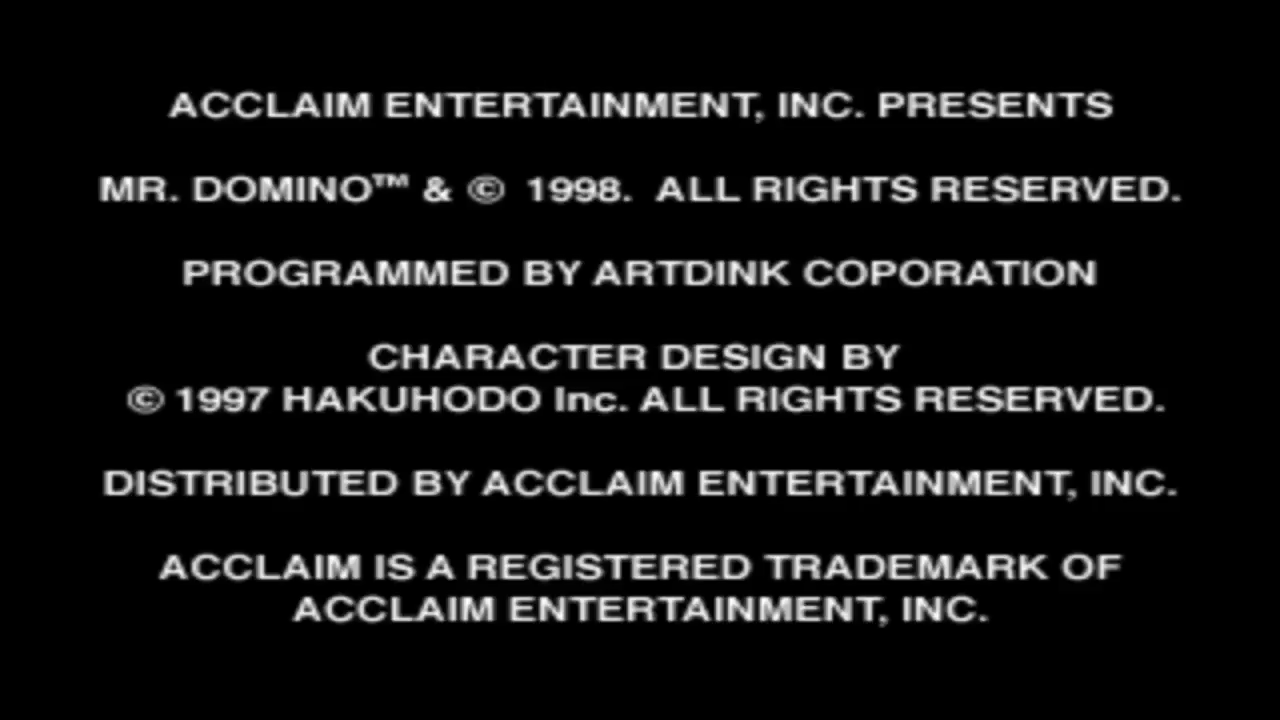 ACCLAIM ENTERTAINMENT, INC. PRESENTS
MR. DOMINO™ & © 1998. ALL RIGHTS RESERVED.
PROGRAMMED BY ARTDINK COPORATION
CHARACTER DESIGN BY
© 1997 HAKUHODO Inc. ALL RIGHTS RESERVED.
DISTRIBUTED BY ACCLAIM ENTERTAINMENT, INC.
ACCLAIM IS A REGISTERED TRADEMARK OF
ACCLAIM ENTERTAINMENT, INC.